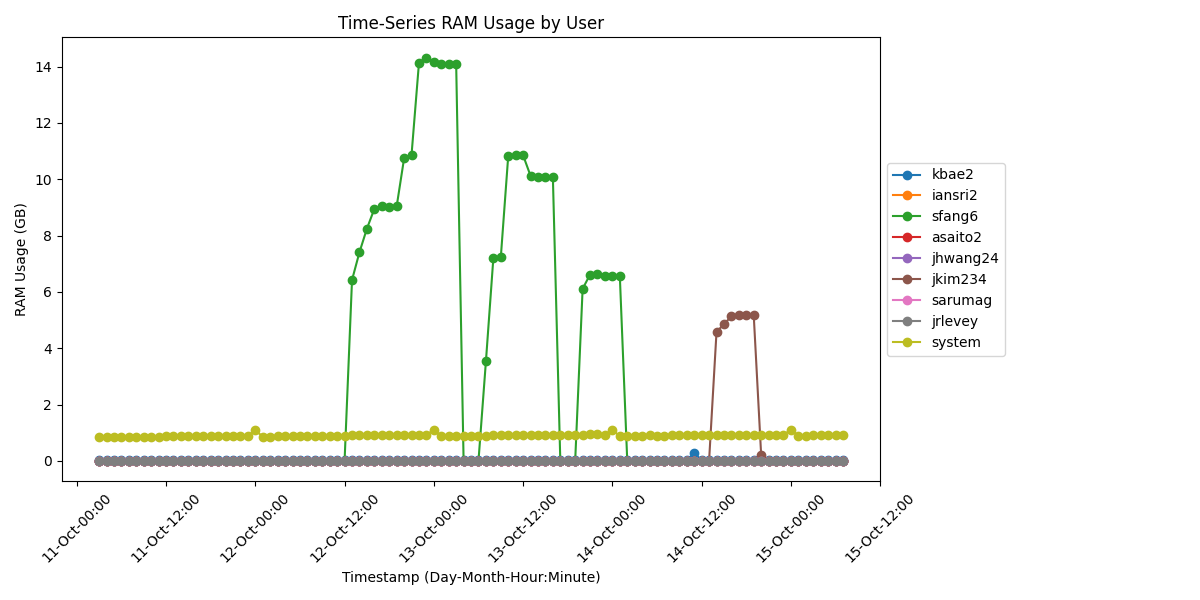 Time-Series RAM Usage by User
RAM Usage (GB)
14
12
10
8
6
4
2
0
11-Oct-00:00
11-Oct-12:00
12-Oct-00:00
12-Oct-12:00
13-Oct-00:00
13-Oct-12:00
14-Oct-00:00
14-Oct-12:00
15-Oct-00:00
15-Oct-12:00
Timestamp (Day-Month-Hour:Minute)
kbae2
iansri2
sfang6
asaito2
jhwang24
jkim234
sarumag
jrlevey
system